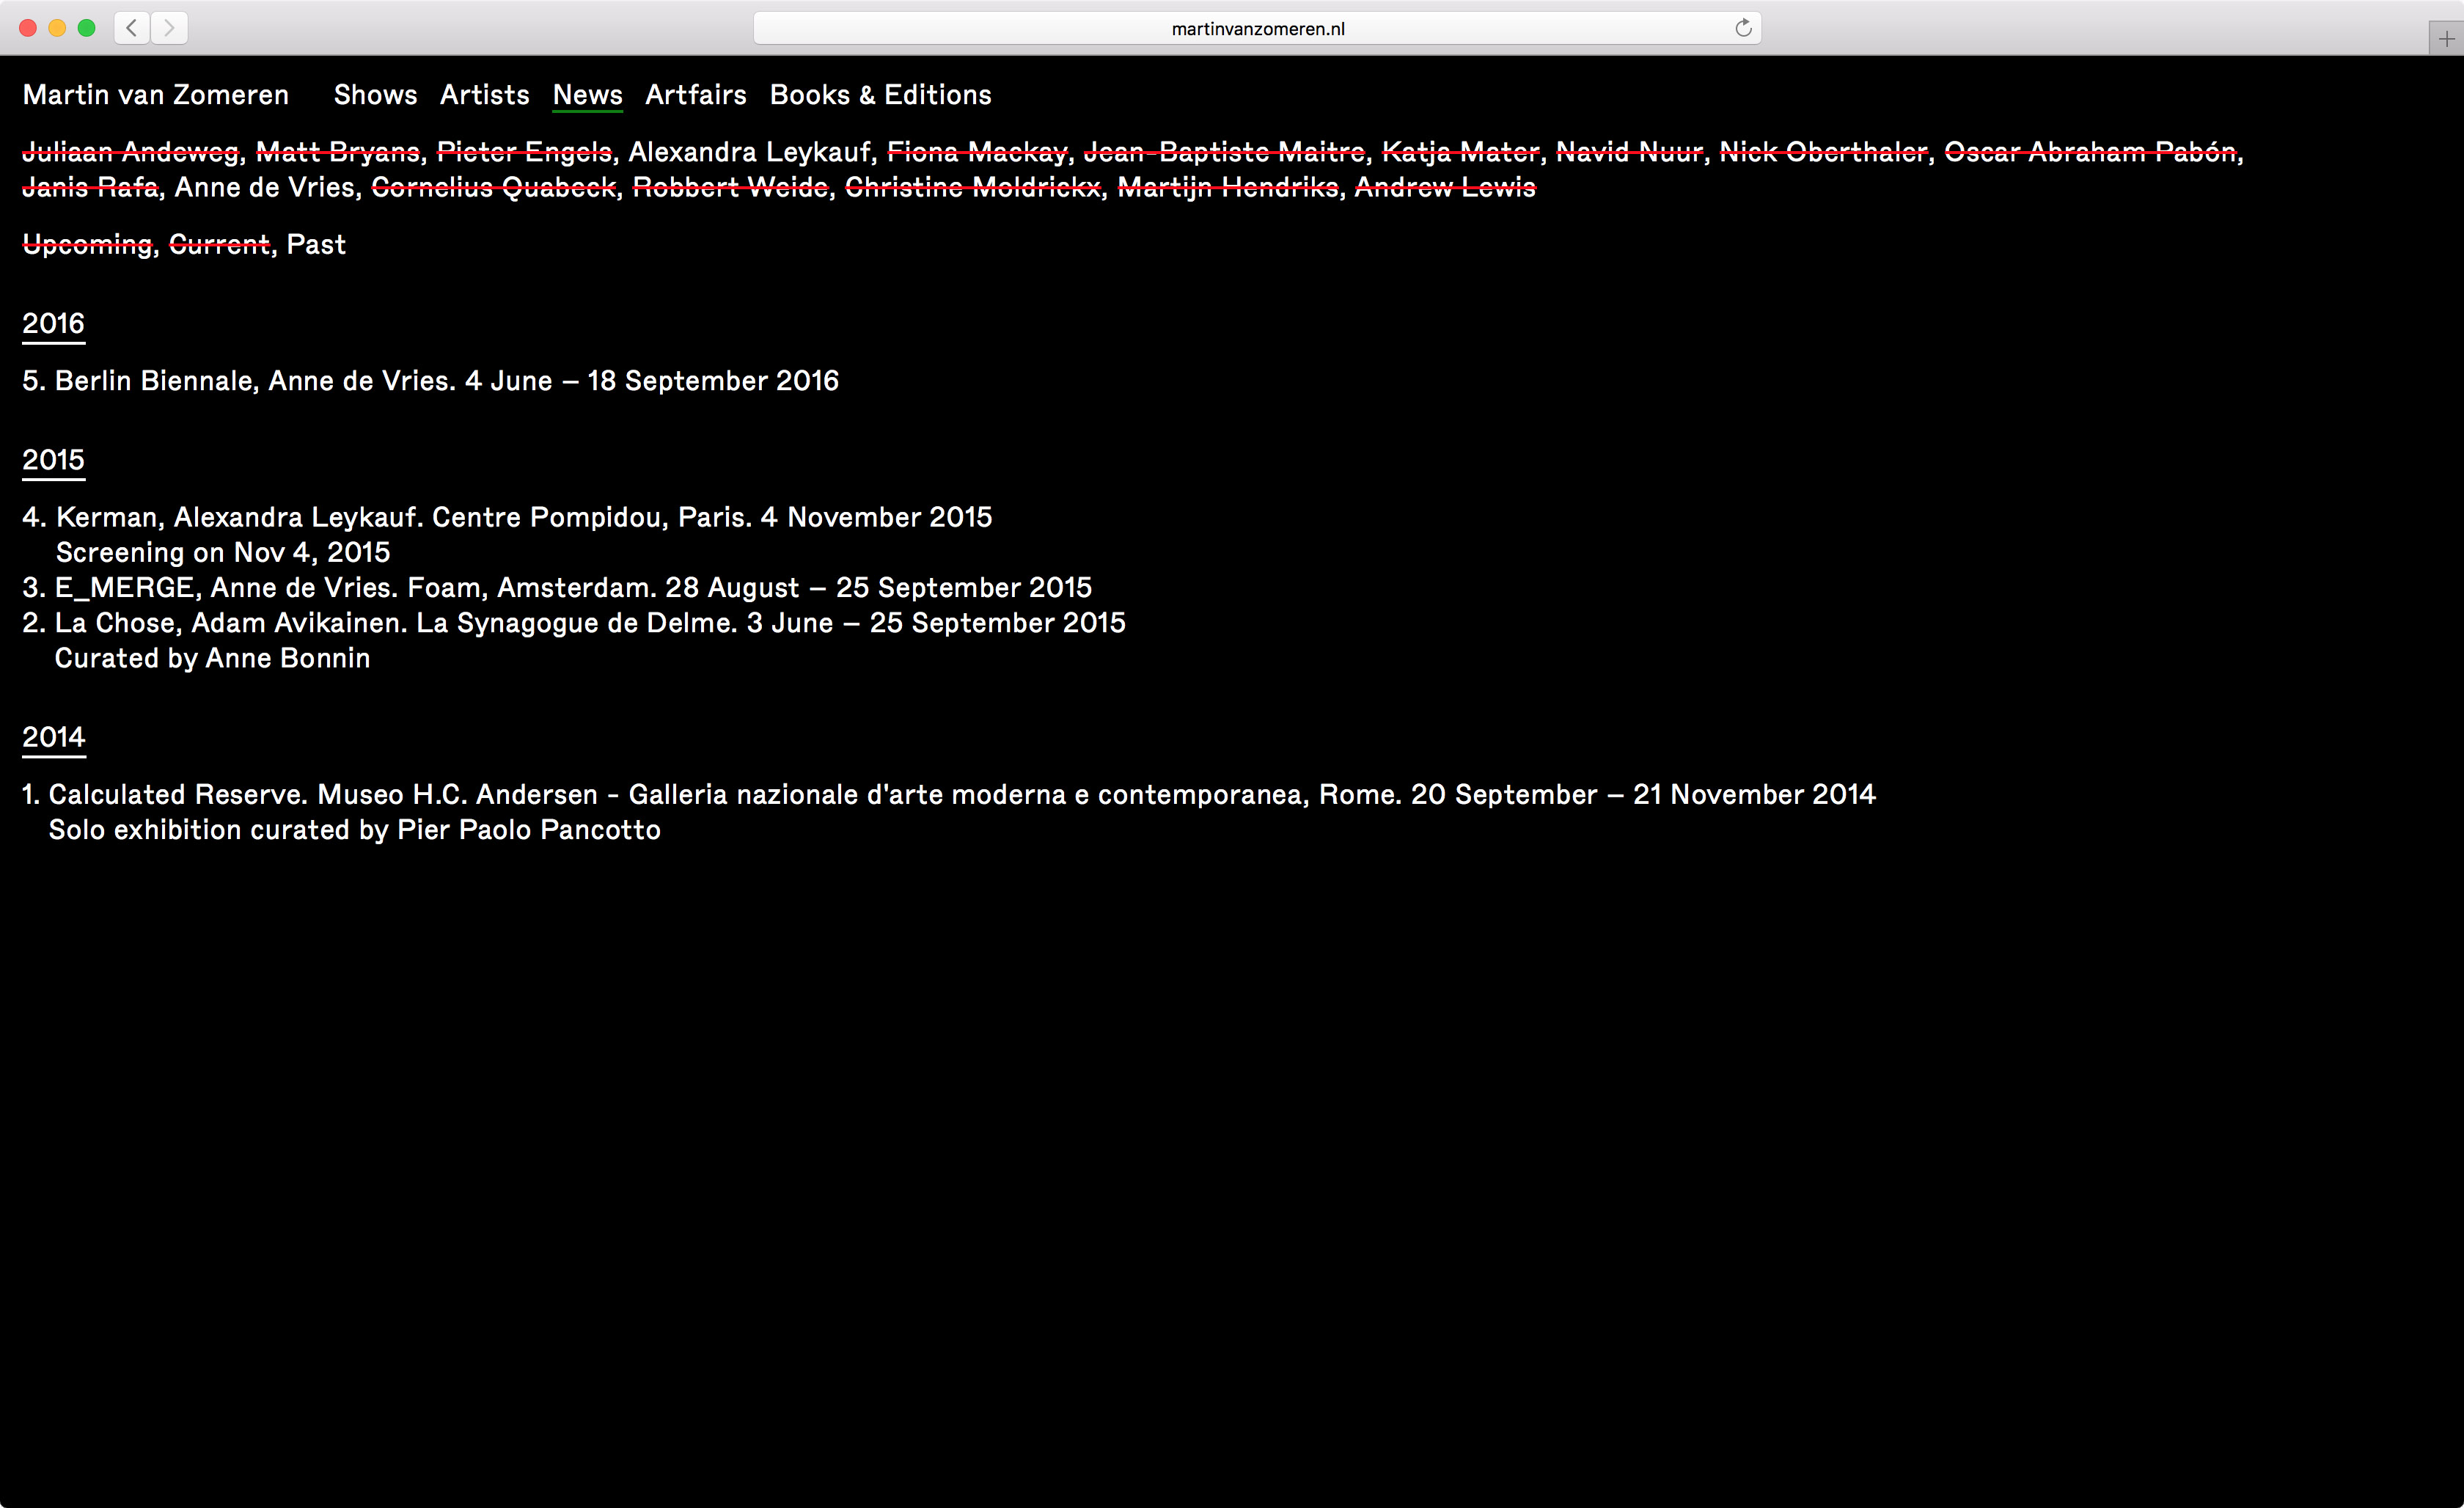 martinvanzomeren.nl
Martin van Zomeren Shows Artists News Artfairs Books & Editions
Juliaan Andeweg, Matt Bryans, Pieter Engels, Alexandra Leykauf, Fiona Mackay, Jean-Baptiste Maitre, Katja Mater, Navid Nuur, Nick Oberthaler, Oscar Abraham Pabón,
Janis Rafa, Anne de Vries, Cornelius Quabeck, Robbert Weide, Christine Moldrickx, Martijn Hendriks, Andrew Lewis
Upcoming, Current, Past
2016
5. Berlin Biennale, Anne de Vries. 4 June – 18 September 2016
2015
4. Kerman, Alexandra Leykauf. Centre Pompidou, Paris. 4 November 2015
Screening on Nov 4, 2015
3. E_MERGE, Anne de Vries. Foam, Amsterdam. 28 August – 25 September 2015
2. La Chose, Adam Avikainen. La Synagogue de Delme. 3 June – 25 September 2015
Curated by Anne Bonnin
2014
1. Calculated Reserve. Museo H.C. Andersen - Galleria nazionale d'arte moderna e contemporanea, Rome. 20 September – 21 November 2014
Solo exhibition curated by Pier Paolo Pancotto